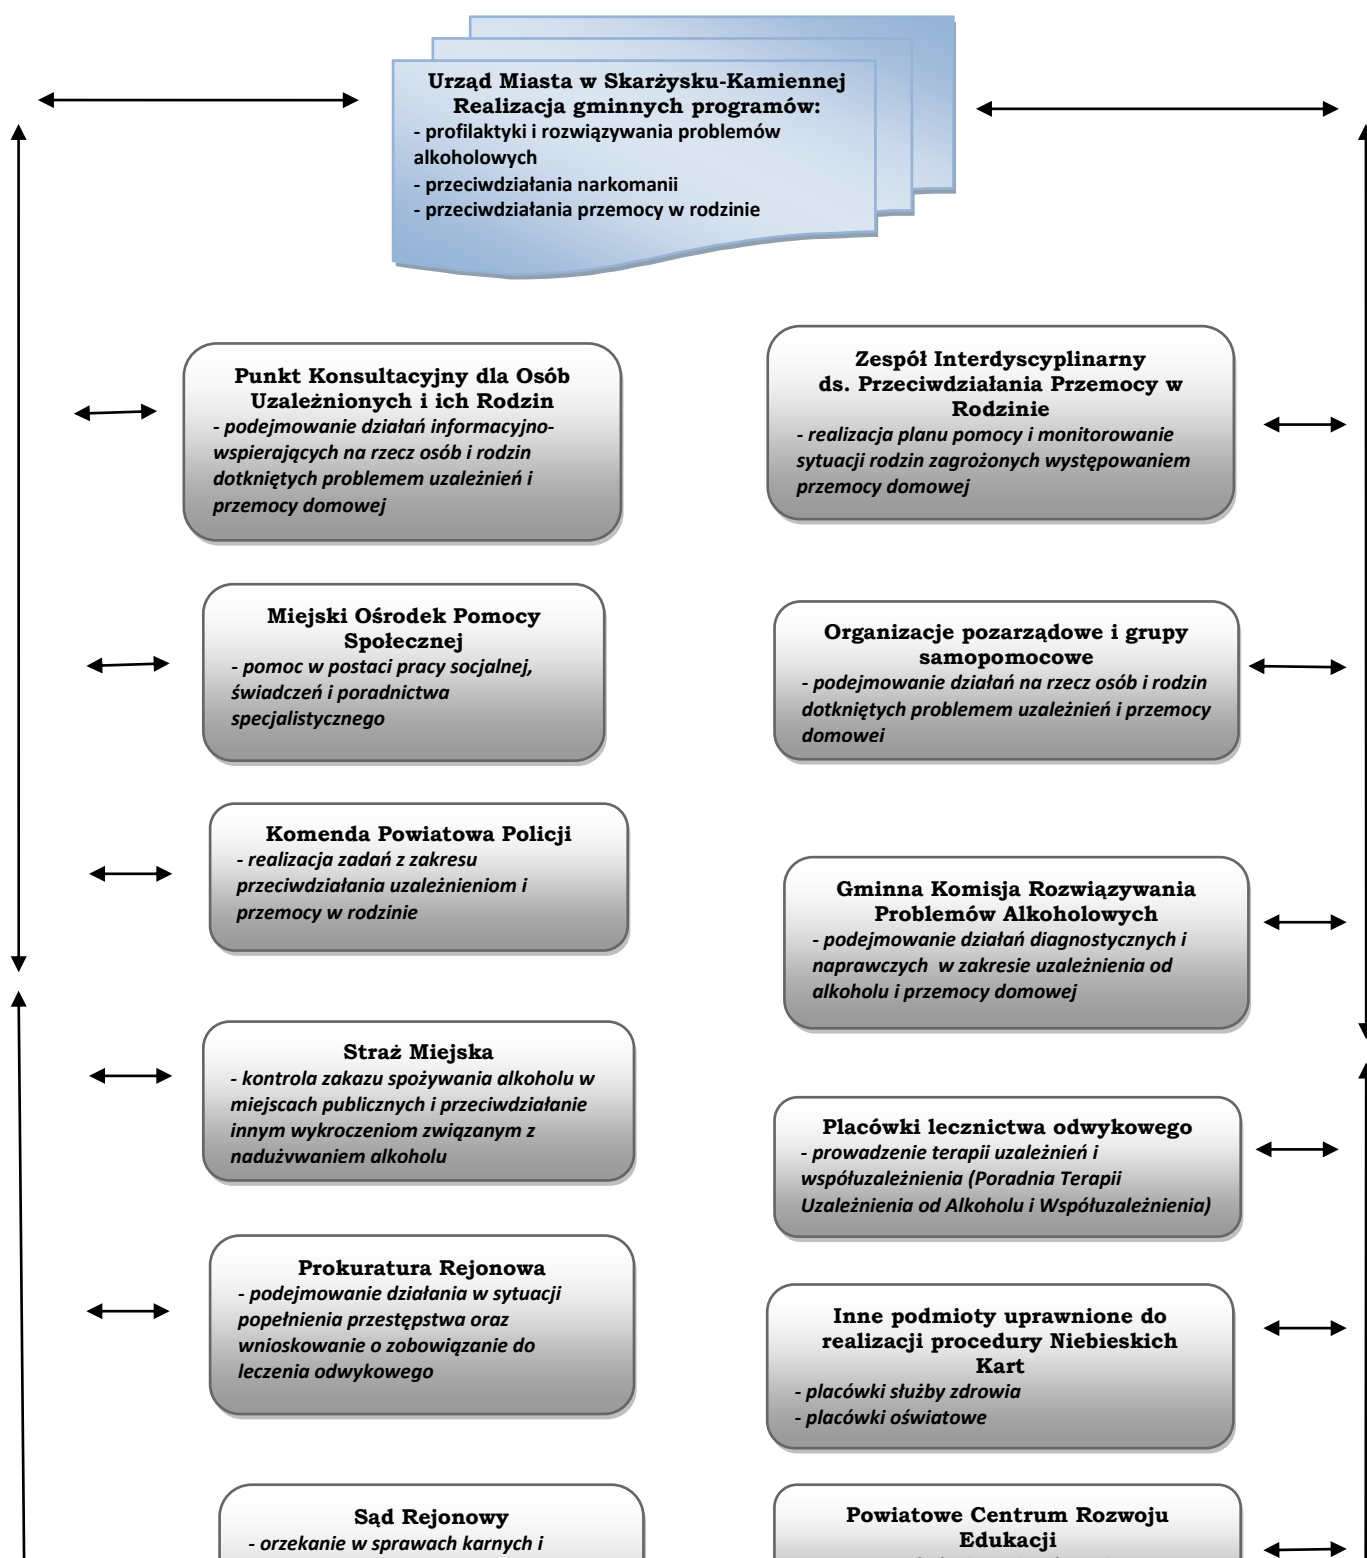 Urząd Miasta w Skarżysku-Kamiennej
Realizacja gminnych programów:
- profilaktyki i rozwiązywania problemów
alkoholowych
- przeciwdziałania narkomanii
- przeciwdziałania przemocy w rodzinie
Punkt Konsultacyjny dla Osób
Uzależnionych i ich Rodzin
- podejmowanie działań informacyjno-
wspierających na rzecz osób i rodzin
dotkniętych problemem uzależnień i
przemocy domowej
Zespół Interdyscyplinarny
ds. Przeciwdziałania Przemocy w
Rodzinie
- realizacja planu pomocy i monitorowanie
sytuacji rodzin zagrożonych występowaniem
przemocy domowej
Miejski Ośrodek Pomocy
Społecznej
- pomoc w postaci pracy socjalnej,
świadczeń i poradnictwa
specjalistycznego
Organizacje pozarządowe i grupy
samopomocowe
- podejmowanie działań na rzecz osób i rodzin
dotkniętych problemem uzależnień i przemocy
domowej
Komenda Powiatowa Policji
- realizacja zadań z zakresu
przeciwdziałania uzależnieniom i
przemocy w rodzinie
Gminna Komisja Rozwiązywania
Problemów Alkoholowych
- podejmowanie działań diagnostycznych i
naprawczych w zakresie uzależnienia od
alkoholu i przemocy domowej
Straż Miejska
- kontrola zakazu spożywania alkoholu w
miejscach publicznych i przeciwdziałanie
innym wykroczeniom związanym z
nadużywaniem alkoholu
Placówki lecznictwa odwykowego
- prowadzenie terapii uzależnień i
współuzależnienia (Poradnia Terapii
Uzależnienia od Alkoholu i Współuzależnienia)
Prokuratura Rejonowa
- podejmowanie działania w sytuacji
popełnienia przestępstwa oraz
wnioskowanie o zobowiązanie do
leczenia odwykowego
Inne podmioty uprawnione do
realizacji procedury Niebieskich
Kart
- placówki służby zdrowia
- placówki oświatowe
Sąd Rejonowy
- orzekanie w sprawach karnych i
Powiatowe Centrum Rozwoju
Edukacji